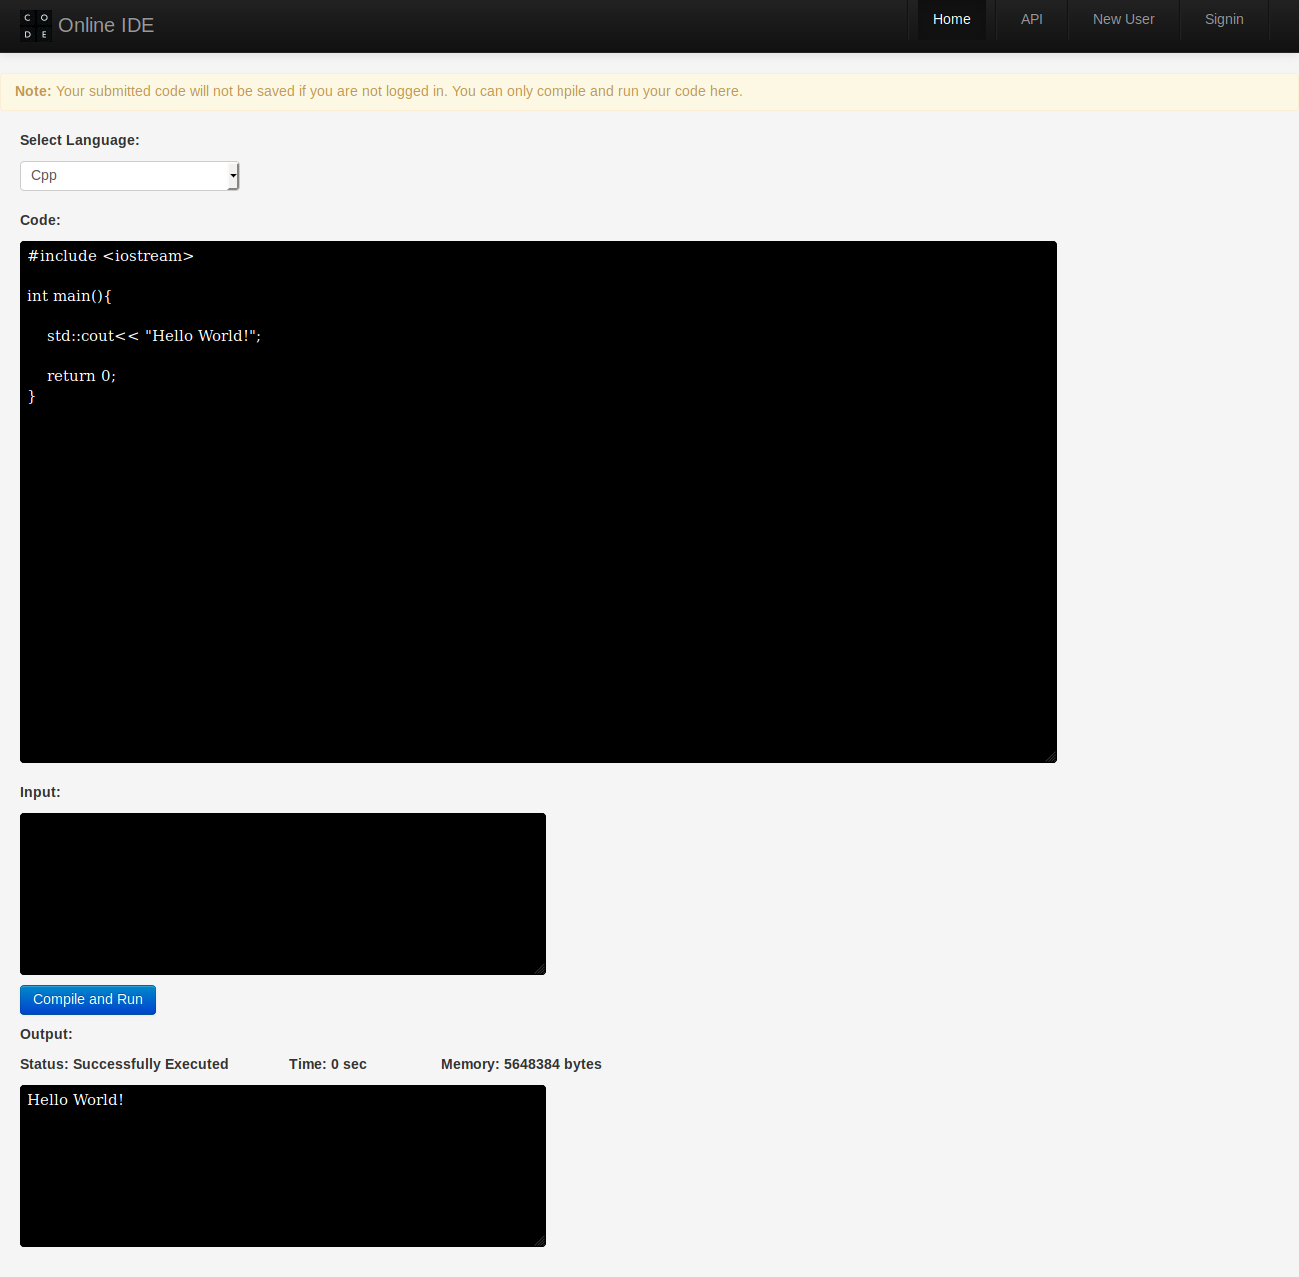 CODE Online IDE Home API New User Signin
Note: Your submitted code will not be saved if you are not logged in. You can only compile and run your code here.
Select Language:
Cpp
Code:
#include <iostream>
int main(){
    std::cout<< "Hello World!";
    return 0;
}
Input:
Compile and Run
Output:
Status: Successfully Executed Time: 0 sec Memory: 5648384 bytes
Hello World!